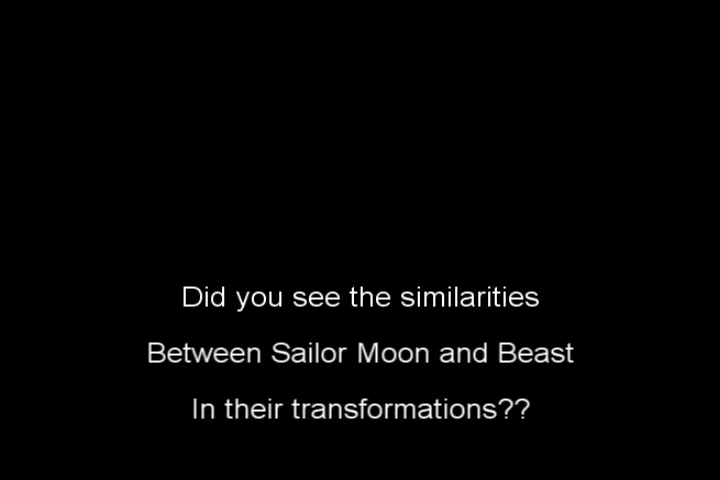 Did you see the similarities
Between Sailor Moon and Beast
In their transformations??